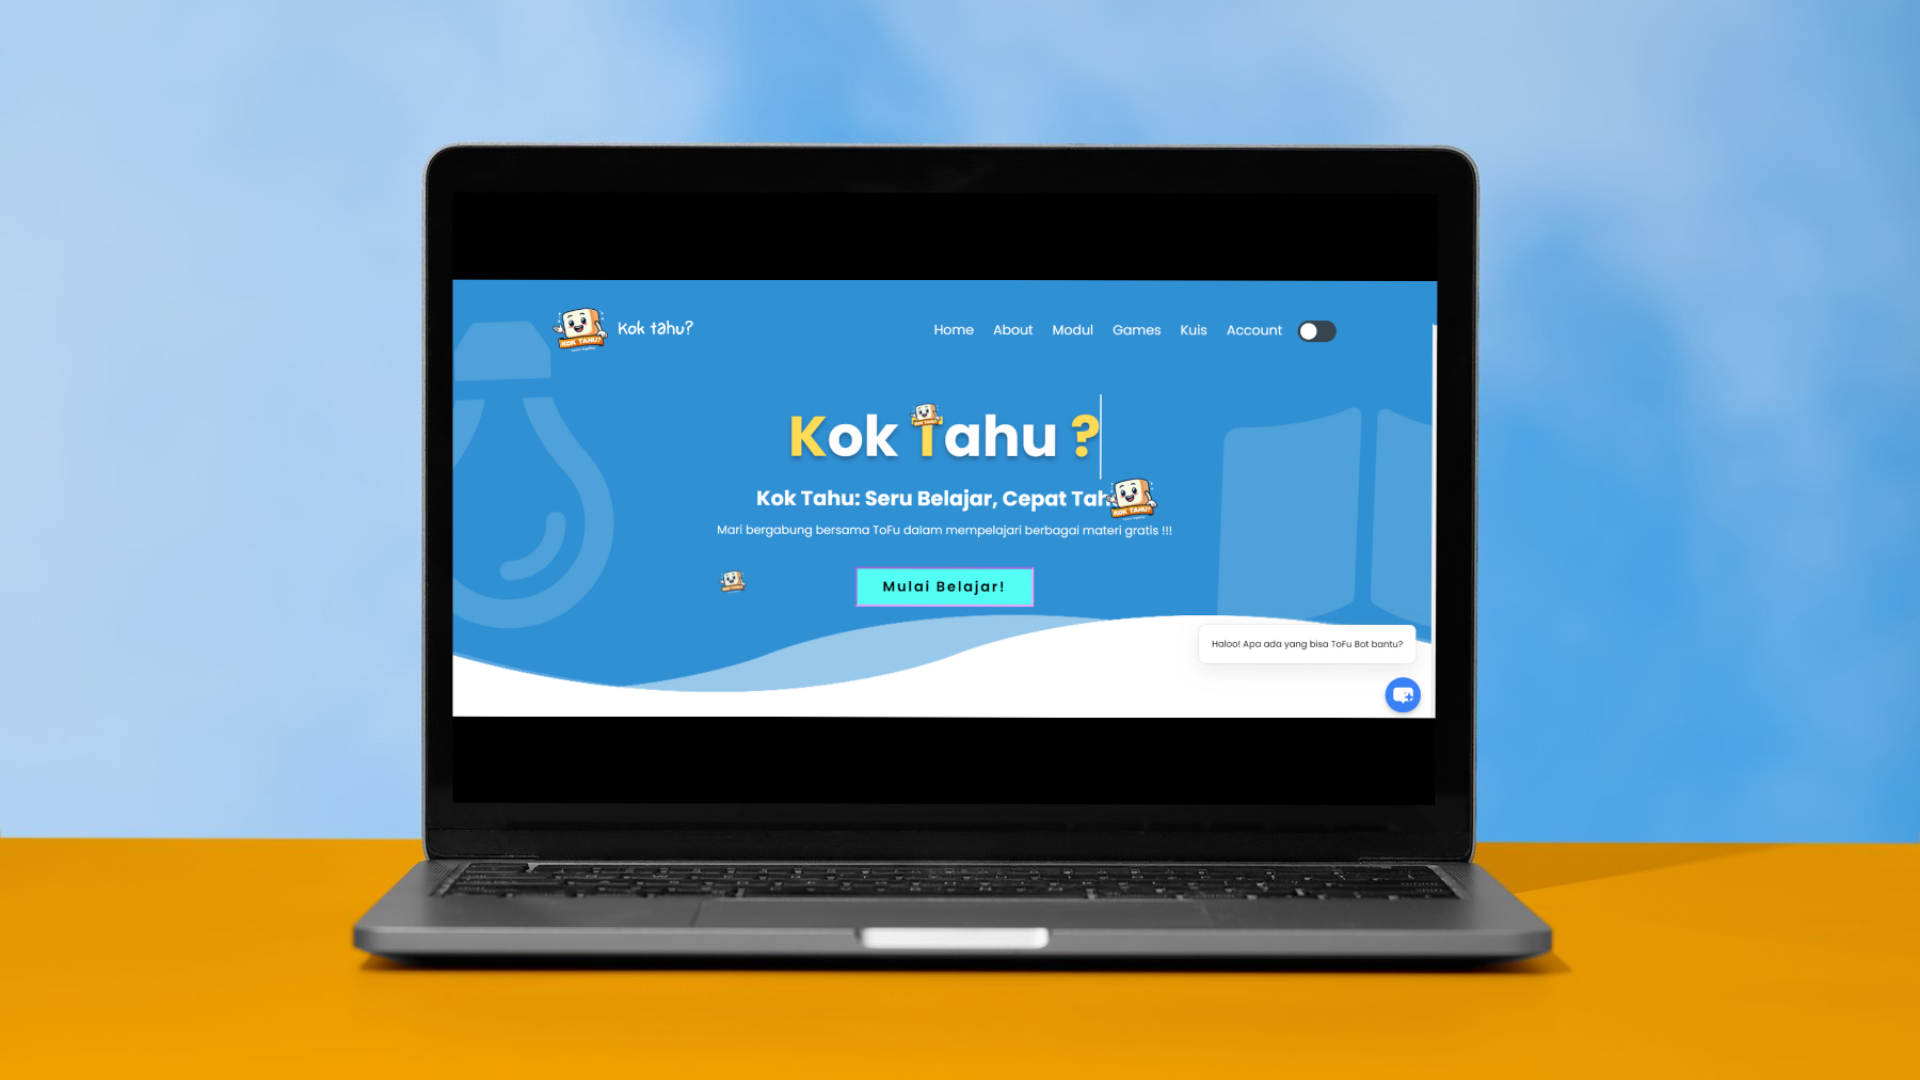 KOK TAHU?
Kok tahu?
Home About Modul Games Kuis Account
Kok Tahu ?
Kok Tahu: Seru Belajar, Cepat Tah
KOK TAHU?
Mari bergabung bersama ToFu dalam mempelajari berbagai materi gratis !!!
Mulai Belajar!
Haloo! Apa ada yang bisa ToFu Bot bantu?